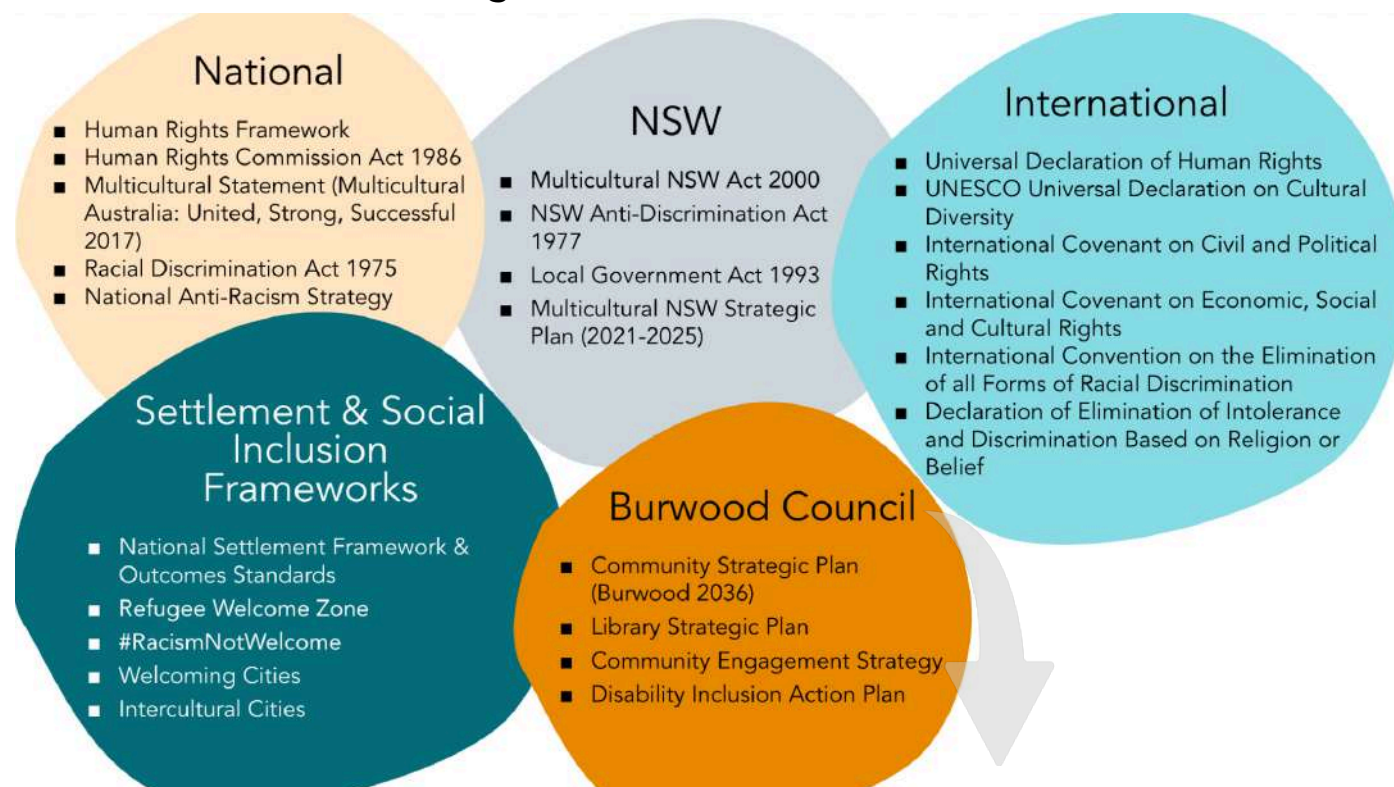 National
■ Human Rights Framework
■ Human Rights Commission Act 1986
■ Multicultural Statement (Multicultural
Australia: United, Strong, Successful
2017)
■ Racial Discrimination Act 1975
■ National Anti-Racism Strategy
NSW
■ Multicultural NSW Act 2000
■ NSW Anti-Discrimination Act
1977
■ Local Government Act 1993
■ Multicultural NSW Strategic
Plan (2021-2025)
International
■ Universal Declaration of Human Rights
■ UNESCO Universal Declaration on Cultural
Diversity
■ International Covenant on Civil and Political
Rights
■ International Covenant on Economic, Social
and Cultural Rights
■ International Convention on the Elimination
of all Forms of Racial Discrimination
■ Declaration of Elimination of Intolerance
and Discrimination Based on Religion or
Belief
Settlement & Social
Inclusion
Frameworks
■ National Settlement Framework &
Outcomes Standards
■ Refugee Welcome Zone
■ #RacismNotWelcome
■ Welcoming Cities
■ Intercultural Cities
Burwood Council
■ Community Strategic Plan
(Burwood 2036)
■ Library Strategic Plan
■ Community Engagement Strategy
■ Disability Inclusion Action Plan